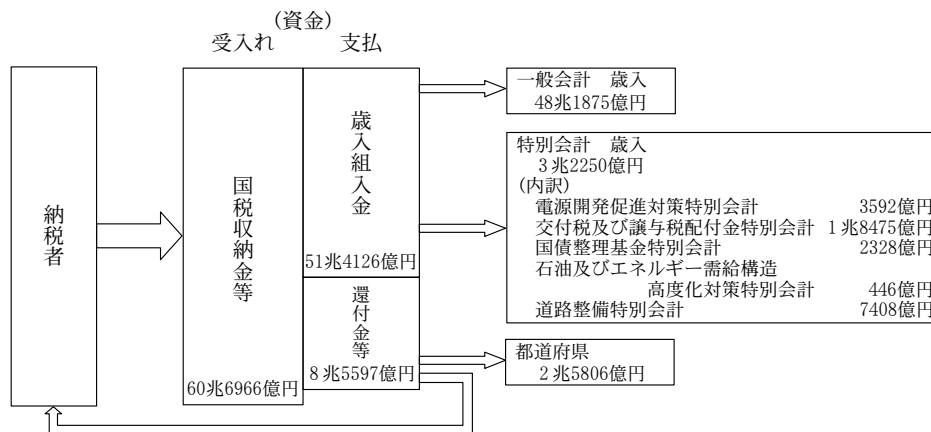 (資金)
受入れ 支払
納税者
国税収納金等
60兆6966億円
歳入組入金
51兆4126億円
還付金等
8兆5597億円
一般会計 歳入
48兆1875億円
特別会計 歳入
3兆2250億円
(内訳)
電源開発促進対策特別会計 3592億円
交付税及び譲与税配付金特別会計 1兆8475億円
国債整理基金特別会計 2328億円
石油及びエネルギー需給構造
高度化対策特別会計 446億円
道路整備特別会計 7408億円
都道府県
2兆5806億円